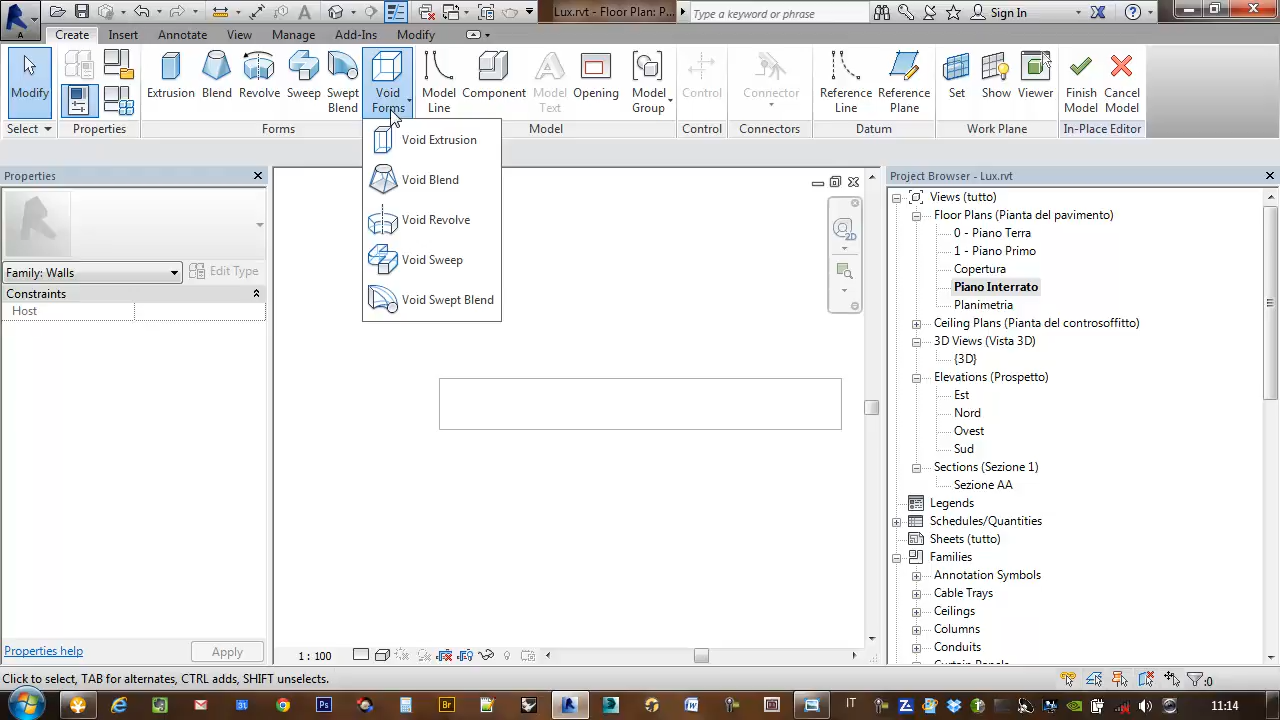 Lux.rvt - Floor Plan: P...
Type a keyword or phrase
Sign In
Create Insert Annotate View Manage Add-Ins Modify
Modify
Extrusion Blend Revolve Sweep Swept Blend Void Forms Model Line Component Model Text Opening Model Group Control Connector Reference Line Reference Plane Set Show Viewer Finish Model Cancel Model
Select Properties Forms Model Control Connectors Datum Work Plane In-Place Editor
Void Extrusion
Void Blend
Void Revolve
Void Sweep
Void Swept Blend
Properties
Family: Walls
Edit Type
Constraints
Host
Properties help
Apply
2D
1 : 100
Project Browser - Lux.rvt
Views (tutto)
Floor Plans (Pianta del pavimento)
0 - Piano Terra
1 - Piano Primo
Copertura
Piano Interrato
Planimetria
Ceiling Plans (Pianta del controsoffitto)
3D Views (Vista 3D)
{3D}
Elevations (Prospetto)
Est
Nord
Ovest
Sud
Sections (Sezione 1)
Sezione AA
Legends
Schedules/Quantities
Sheets (tutto)
Families
Annotation Symbols
Cable Trays
Ceilings
Columns
Conduits
Curtain Panels
Click to select, TAB for alternates, CTRL adds, SHIFT unselects.
:0
IT
11:14